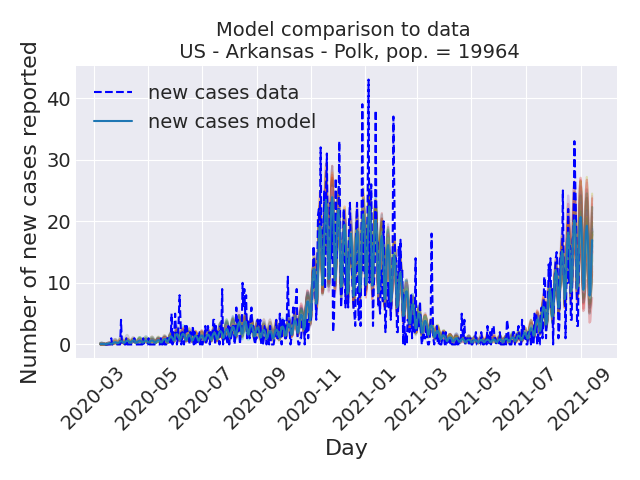 Model comparison to data
US - Arkansas - Polk, pop. = 19964
Number of new cases reported
40
30
20
10
0
new cases data
new cases model
2020-03
2020-05
2020-07
2020-09
2020-11
2021-01
2021-03
2021-05
2021-07
2021-09
Day